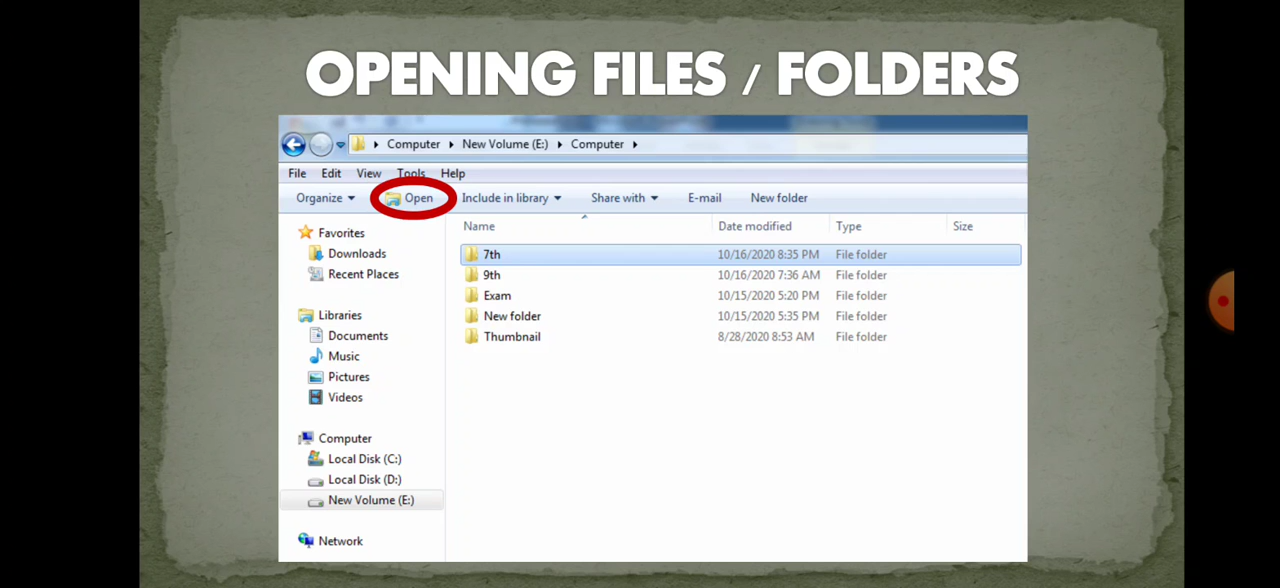 OPENING FILES / FOLDERS
Computer New Volume (E:) Computer
File Edit View Tools Help
Organize Open Include in library Share with E-mail New folder
Name Date modified Type Size
Favorites
Downloads
Recent Places
Libraries
Documents
Music
Pictures
Videos
Computer
Local Disk (C:)
Local Disk (D:)
New Volume (E:)
Network
7th 10/16/2020 8:35 PM File folder
9th 10/16/2020 7:36 AM File folder
Exam 10/15/2020 5:20 PM File folder
New folder 10/15/2020 5:35 PM File folder
Thumbnail 8/28/2020 8:53 AM File folder